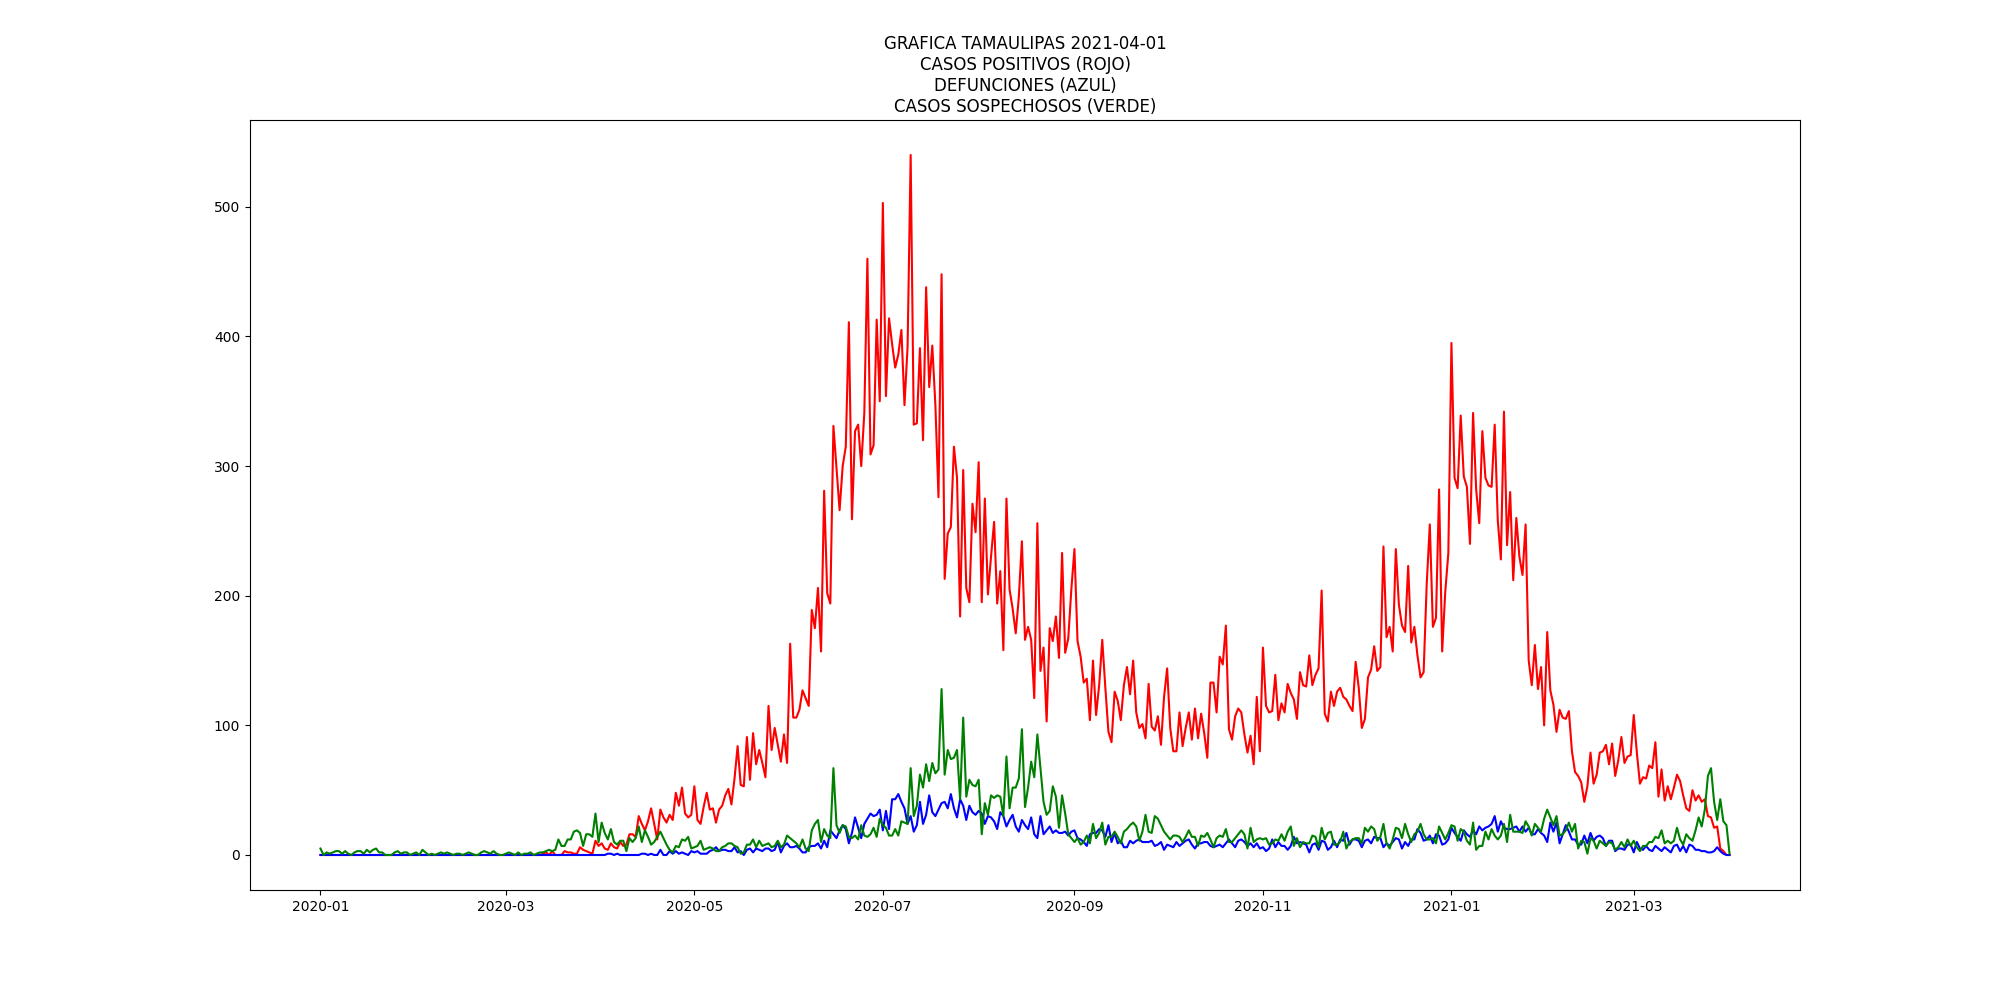 GRAFICA TAMAULIPAS 2021-04-01
CASOS POSITIVOS (ROJO)
DEFUNCIONES (AZUL)
CASOS SOSPECHOSOS (VERDE)
500
400
300
200
100
0
2020-01 2020-03 2020-05 2020-07 2020-09 2020-11 2021-01 2021-03